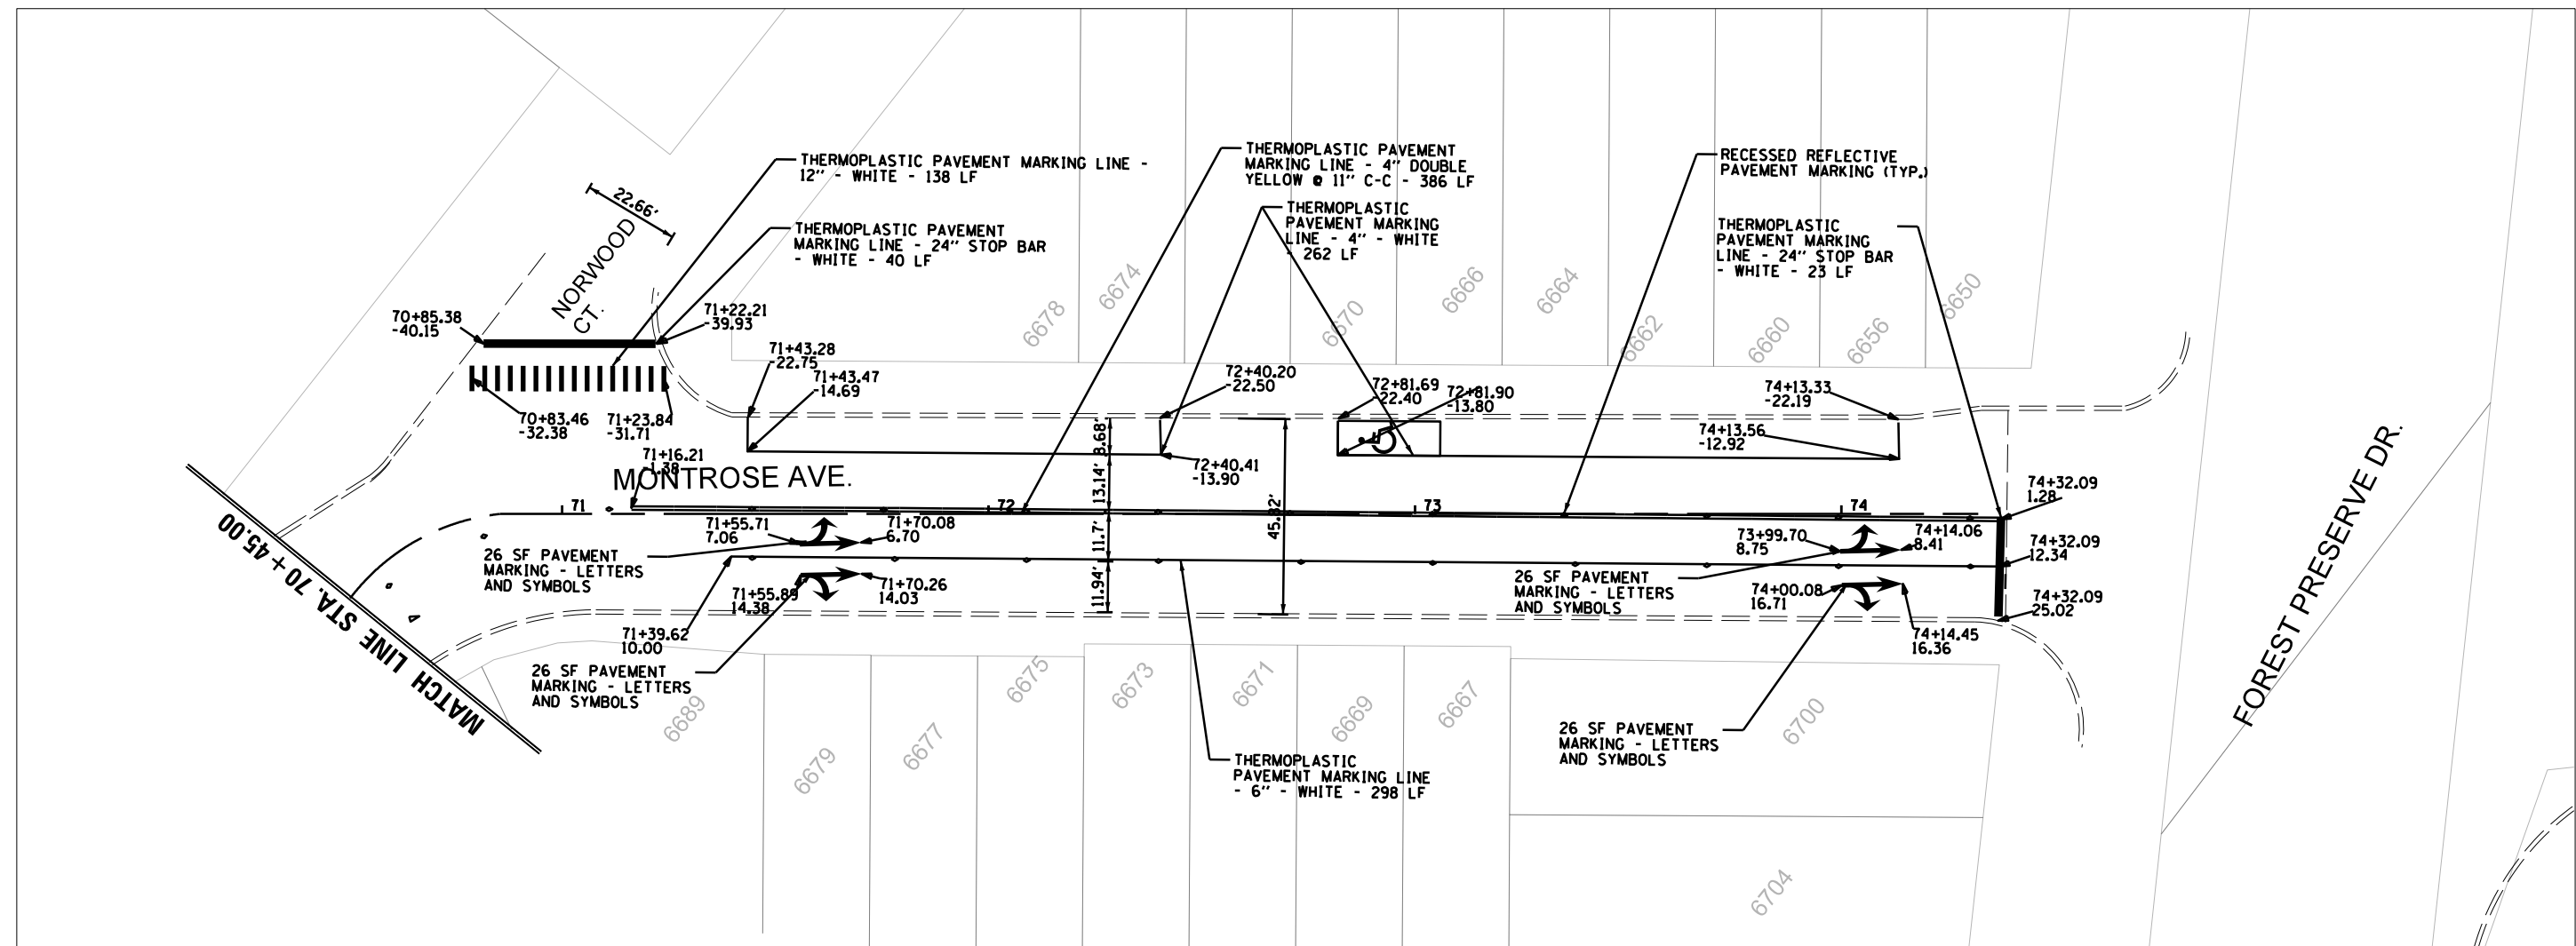 THERMOPLASTIC PAVEMENT MARKING LINE -
12" - WHITE - 138 LF
THERMOPLASTIC PAVEMENT
MARKING LINE - 4" DOUBLE
YELLOW @ 11" C-C - 386 LF
RECESSED REFLECTIVE
PAVEMENT MARKING (TYP.)
22.66'
NORWOOD
CT.
THERMOPLASTIC PAVEMENT
MARKING LINE - 24" STOP BAR
- WHITE - 40 LF
THERMOPLASTIC
PAVEMENT MARKING
LINE - 4" - WHITE
262 LF
THERMOPLASTIC
PAVEMENT MARKING
LINE - 24" STOP BAR
- WHITE - 23 LF
6678
6674
6670
6666
6664
6662
6660
6656
6650
70+85.38
-40.15
71+22.21
-39.93
71+43.28
-22.75
71+43.47
-14.69
72+40.20
-22.50
72+81.69
-22.40
72+81.90
-13.80
74+13.33
-22.19
70+83.46
-32.38
71+23.84
-31.71
71+16.21
-1.38
MONTROSE AVE.
8.68'
13.14'
11.7'
11.94'
45.32'
72+40.41
-13.90
74+13.56
-12.92
71
72
73
74
74+32.09
1.28
71+55.71
7.06
71+70.08
6.70
73+99.70
8.75
74+14.06
8.41
74+32.09
12.34
26 SF PAVEMENT
MARKING - LETTERS
AND SYMBOLS
71+55.89
14.38
71+70.26
14.03
26 SF PAVEMENT
MARKING - LETTERS
AND SYMBOLS
74+00.08
16.71
74+32.09
25.02
71+39.62
10.00
74+14.45
16.36
26 SF PAVEMENT
MARKING - LETTERS
AND SYMBOLS
26 SF PAVEMENT
MARKING - LETTERS
AND SYMBOLS
MATCH LINE STA. 70+45.00
FOREST PRESERVE DR.
6689
6679
6677
6675
6673
6671
6669
6667
6700
6704
THERMOPLASTIC
PAVEMENT MARKING LINE
- 6" - WHITE - 298 LF